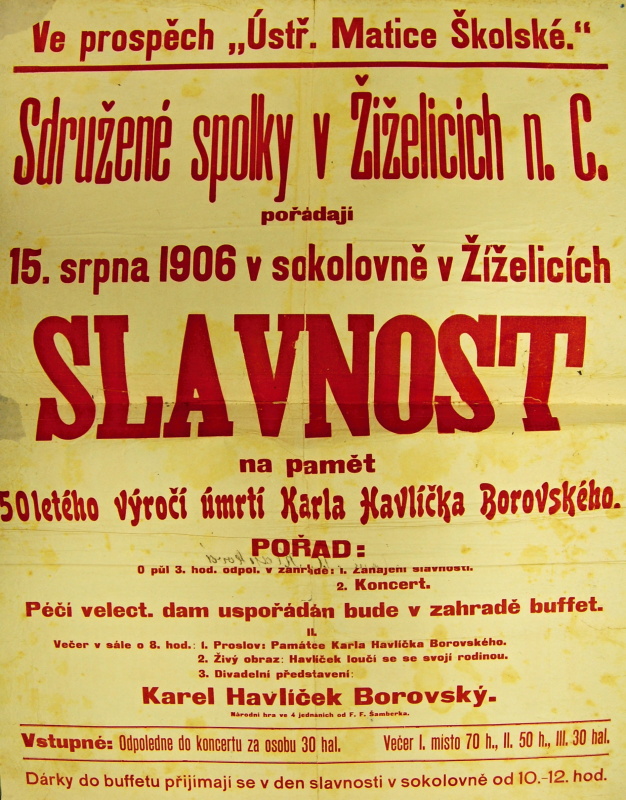 Ve prospěch „Ústř. Matice Školské.“
Sdružené spolky v Žíželicích n. C.
pořádají
15. srpna 1906 v sokolovně v Žíželicích
SLAVNOST
na pamět
50letého výročí úmrtí Karla Havlíčka Borovského.
POŘAD:
O půl 3. hod. odpol. v zahradě: 1. Zahájení slavnosti.
2. Koncert.
Péčí velect. dam uspořádán bude v zahradě buffet.
II.
Večer v sále o 8. hod.: 1. Proslov: Památce Karla Havlíčka Borovského.
2. Živý obraz: Havlíček loučí se se svojí rodinou.
3. Divadelní představení:
Karel Havlíček Borovský.
Národní hra ve 4 jednáních od F. F. Šamberka.
Vstupné: Odpoledne do koncertu za osobu 30 hal. Večer I. místo 70 h., II. 50 h., III. 30 hal.
Dárky do buffetu přijímají se v den slavnosti v sokolovně od 10.-12. hod.